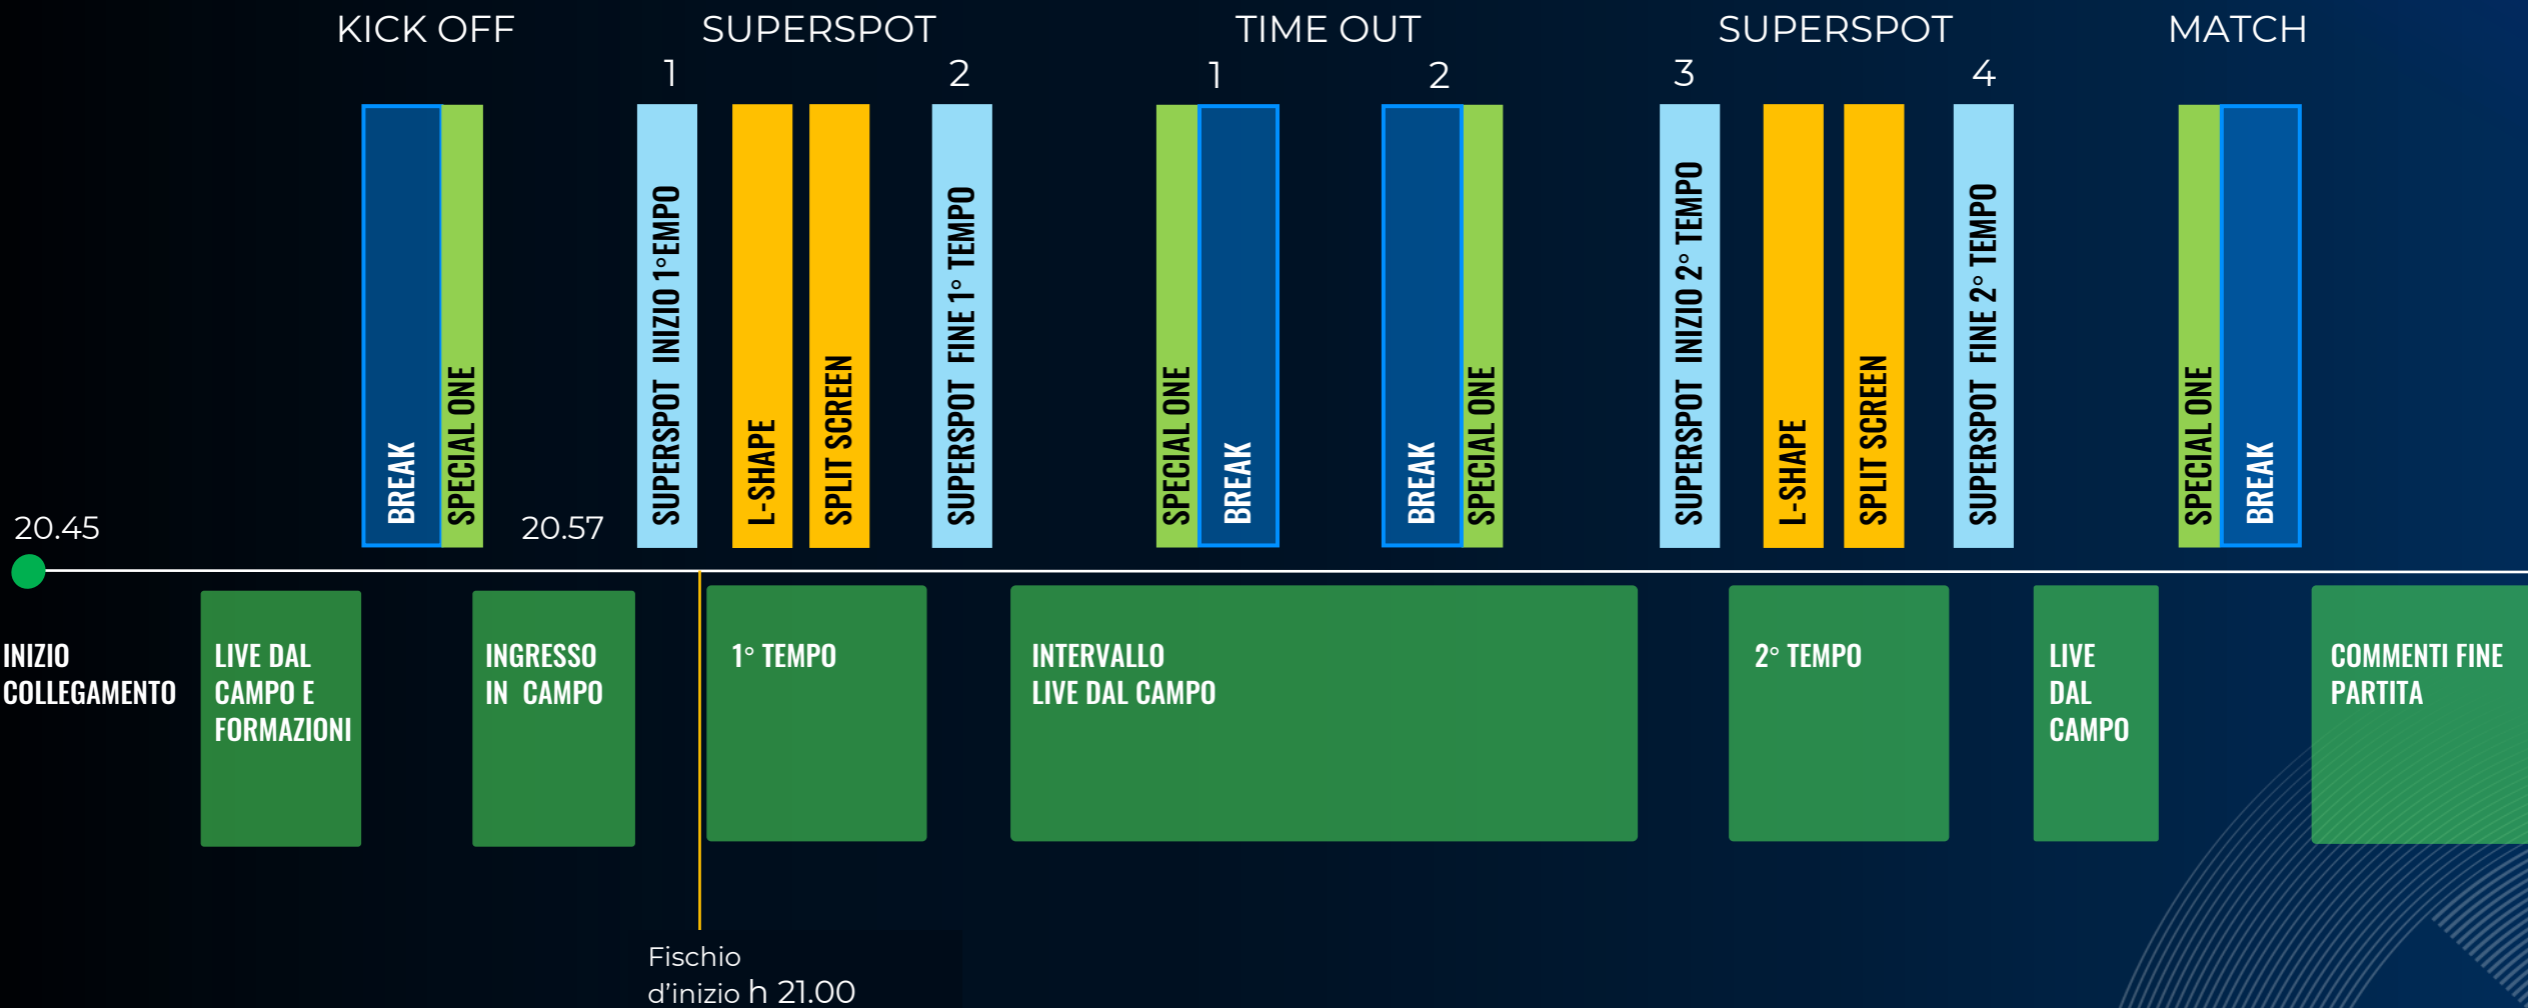 KICK OFF
SUPERSPOT
TIME OUT
SUPERSPOT
MATCH
1
2
1
2
3
4
BREAK
SPECIAL ONE
SUPERSPOT INIZIO 1°EMPO
L-SHAPE
SPLIT SCREEN
SUPERSPOT FINE 1° TEMPO
SPECIAL ONE
BREAK
BREAK
SPECIAL ONE
SUPERSPOT INIZIO 2° TEMPO
L-SHAPE
SPLIT SCREEN
SUPERSPOT FINE 2° TEMPO
SPECIAL ONE
BREAK
20.45
20.57
INIZIO
COLLEGAMENTO
LIVE DAL
CAMPO E
FORMAZIONI
INGRESSO
IN CAMPO
1° TEMPO
INTERVALLO
LIVE DAL CAMPO
2° TEMPO
LIVE
DAL
CAMPO
COMMENTI FINE
PARTITA
Fischio
d’inizio h 21.00